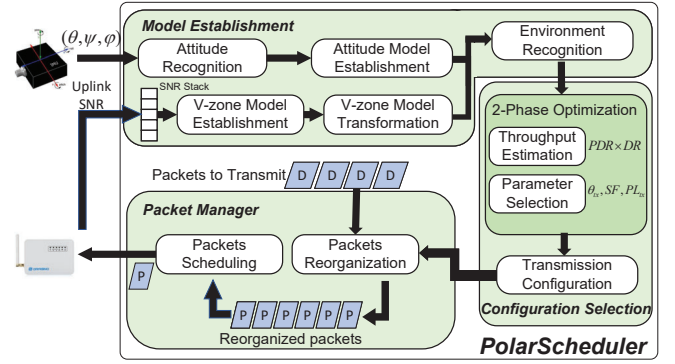 Model Establishment
(θ,ψ,φ)
Attitude
Recognition
Attitude Model
Establishment
Environment
Recognition
Uplink
SNR
SNR Stack
V-zone Model
Establishment
V-zone Model
Transformation
2-Phase Optimization
Throughput
Estimation
PDR×DR
Parameter
Selection
θtx, SF, PLtx
Packets to Transmit
D D D D
Packet Manager
Packets
Scheduling
Packets
Reorganization
Transmission
Configuration
P
P P P P P P
Reorganized packets
Configuration Selection
PolarScheduler